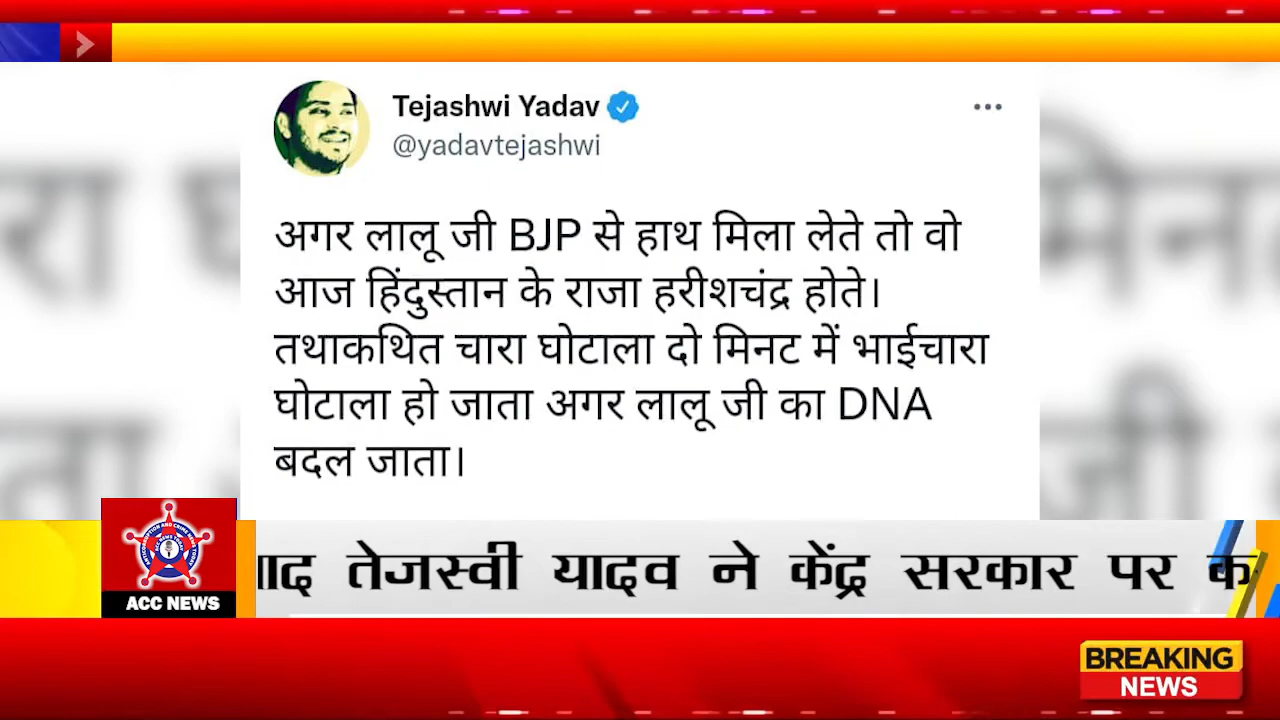 Tejashwi Yadav
@yadavtejashwi
अगर लालू जी BJP से हाथ मिला लेते तो वो
आज हिंदुस्तान के राजा हरीशचंद्र होते।
तथाकथित चारा घोटाला दो मिनट में भाईचारा
घोटाला हो जाता अगर लालू जी का DNA
बदल जाता।
तेजस्वी यादव ने केंद्र सरकार पर
ACC NEWS
BREAKING
NEWS